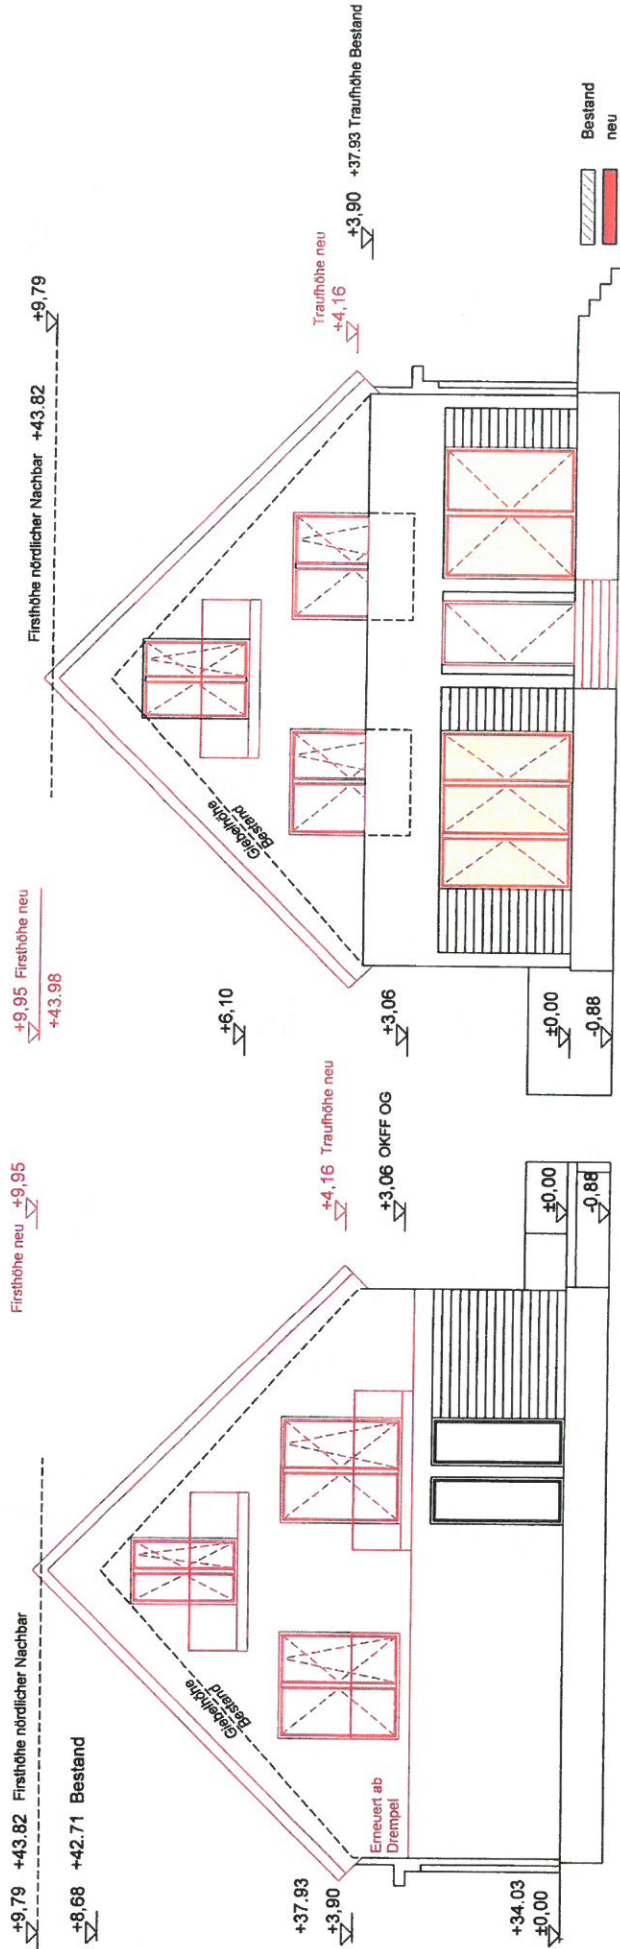 +9,79 +43.82 Firsthöhe nördlicher Nachbar
+8,68 +42.71 Bestand
Firsthöhe neu +9,95
Giebelhöhe
Bestand
+37.93
+3,90
Erneuert ab
Drempel
+4,16 Traufhöhe neu
+3,06 OKFF OG
+34.03
±0,00
±0,00
-0,88
+9,95 Firsthöhe neu
+43.98
Firsthöhe nördlicher Nachbar +43.82
+9,79
Giebelhöhe
Bestand
+6,10
+3,06
±0,00
-0,88
Traufhöhe neu
+4,16
+3,90 +37.93 Traufhöhe Bestand
Bestand
neu